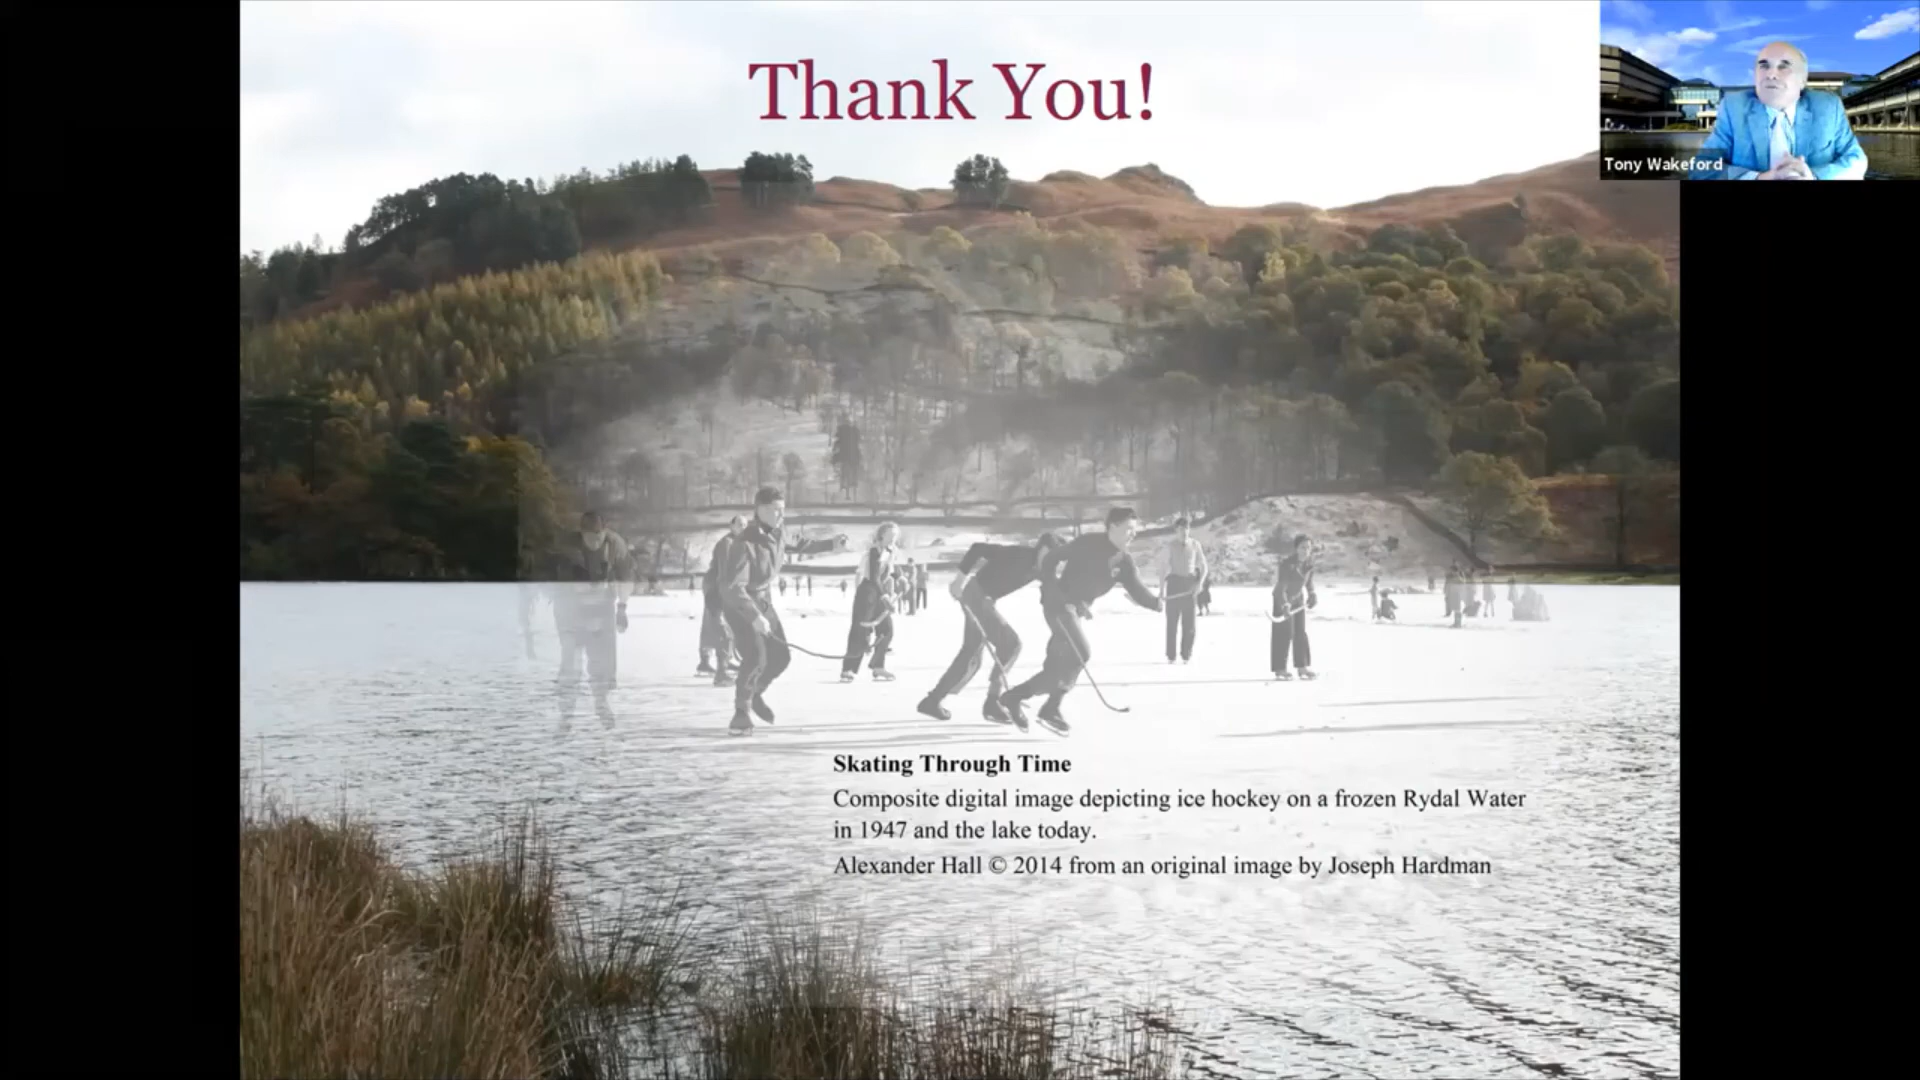 Thank You!
Tony Wakeford
Skating Through Time
Composite digital image depicting ice hockey on a frozen Rydal Water
in 1947 and the lake today.
Alexander Hall © 2014 from an original image by Joseph Hardman